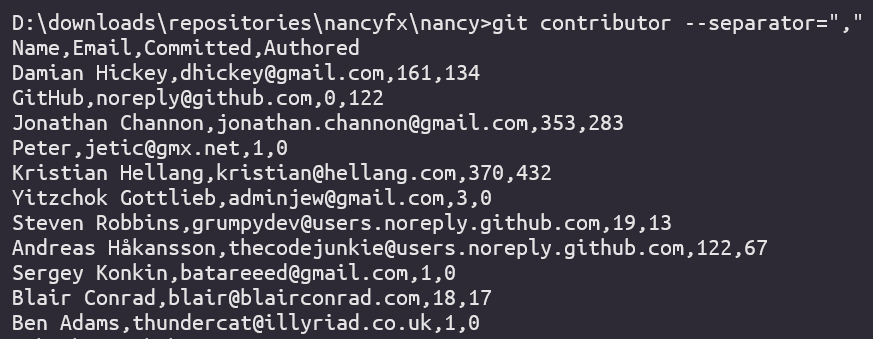 D:\downloads\repositories\nancyfx\nancy>git contributor --separator=","
Name,Email,Committed,Authored
Damian Hickey,dhickey@gmail.com,161,134
GitHub,noreply@github.com,0,122
Jonathan Channon,jonathan.channon@gmail.com,353,283
Peter,jetic@gmx.net,1,0
Kristian Hellang,kristian@hellang.com,370,432
Yitzchok Gottlieb,adminjew@gmail.com,3,0
Steven Robbins,grumpydev@users.noreply.github.com,19,13
Andreas Håkansson,thecodejunkie@users.noreply.github.com,122,67
Sergey Konkin,batareeed@gmail.com,1,0
Blair Conrad,blair@blairconrad.com,18,17
Ben Adams,thundercat@illyriad.co.uk,1,0